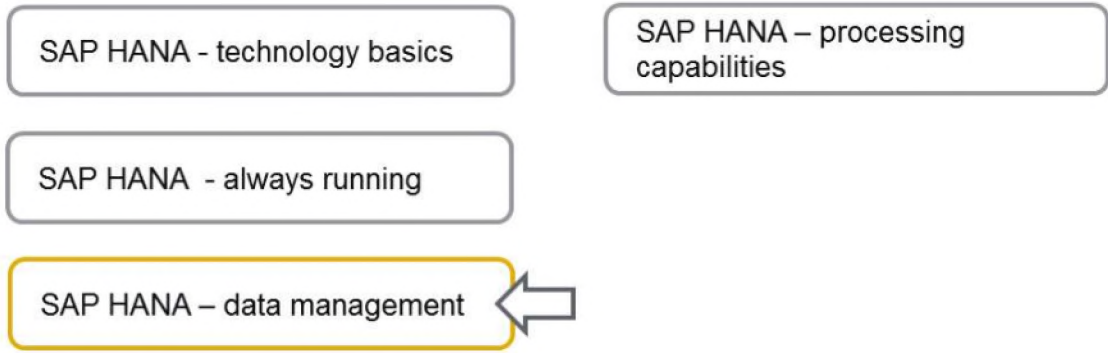 SAP HANA - technology basics
SAP HANA - always running
SAP HANA – data management
SAP HANA – processing
capabilities